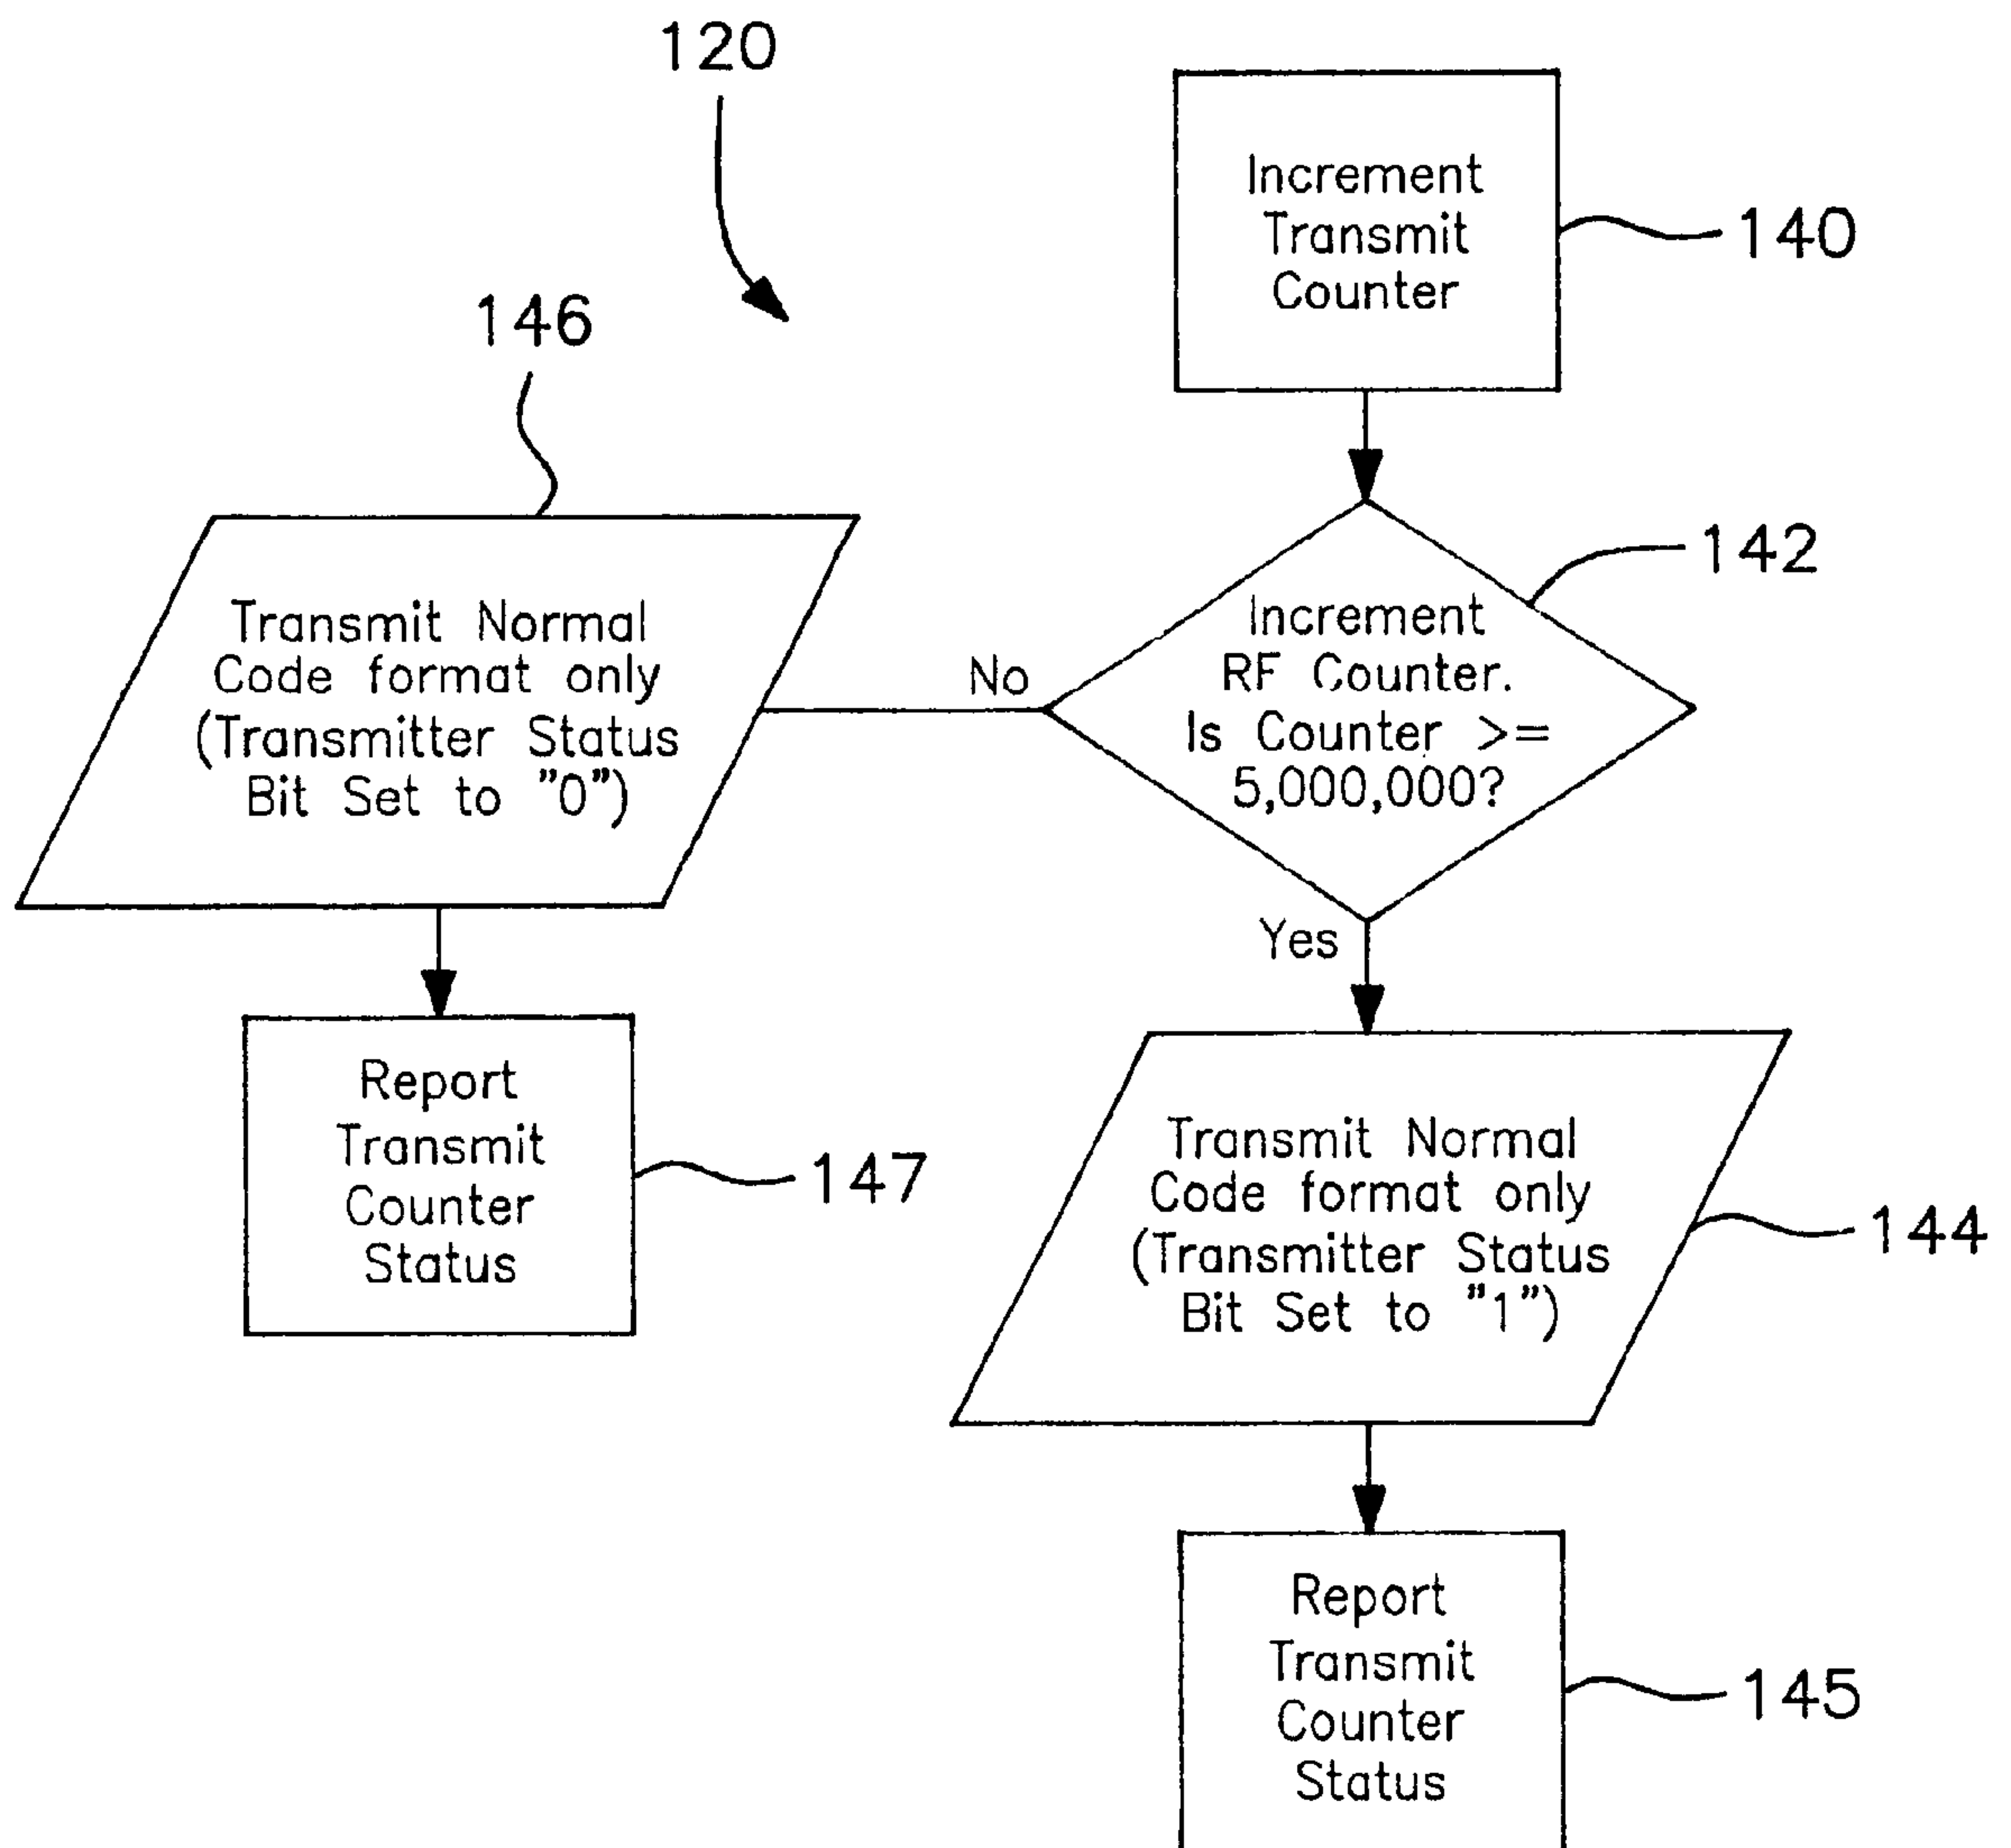 120
Increment
Transmit
Counter
140
146
142
Increment
RF Counter.
Is Counter >=
5,000,000?
No
Yes
Transmit Normal
Code format only
(Transmitter Status
Bit Set to "0")
Report
Transmit
Counter
Status
147
Transmit Normal
Code format only
(Transmitter Status
Bit Set to "1")
144
Report
Transmit
Counter
Status
145